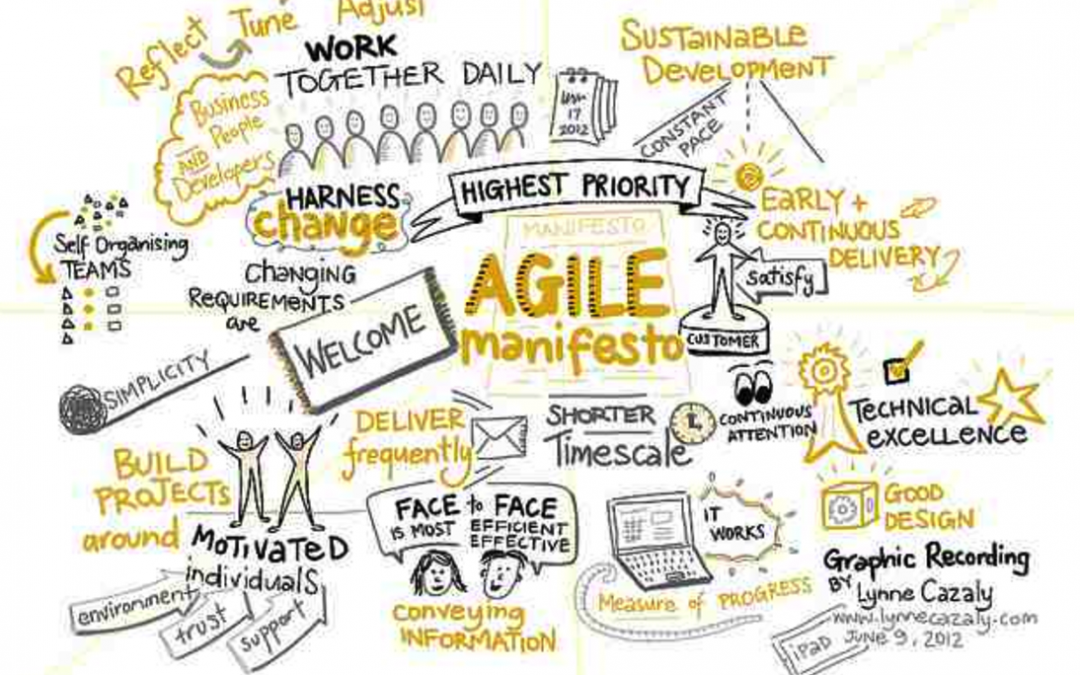 Reflect
Tune
Adjust
WORK
TOGETHER DAILY
Business
People
AND
Developers
17
2012
SUSTAINABLE
DEVELOPMENT
CONSTANT
PACE
HARNESS
change
HIGHEST PRIORITY
MANIFESTO
AGILE
manifesto
EARLY +
CONTINUOUS
DELIVERY
satisfy
CUSTOMER
Self Organising
TEAMS
Changing
REQUIREMENTS
are
WELCOME
SIMPLICITY
DELIVER
frequently
SHORTER
Timescale
CONTINUOUS
ATTENTION
TECHNICAL
excellence
BUILD
PROJECTS
around
MOTIVATED
individuals
environment
trust
support
FACE to FACE
IS MOST EFFICIENT
EFFECTIVE
conveying
INFORMATION
IT
WORKS
Measure of PROGRESS
GOOD
DESIGN
Graphic Recording
BY Lynne Cazaly
www.lynnecazaly.com
iPaD JUNE 9, 2012